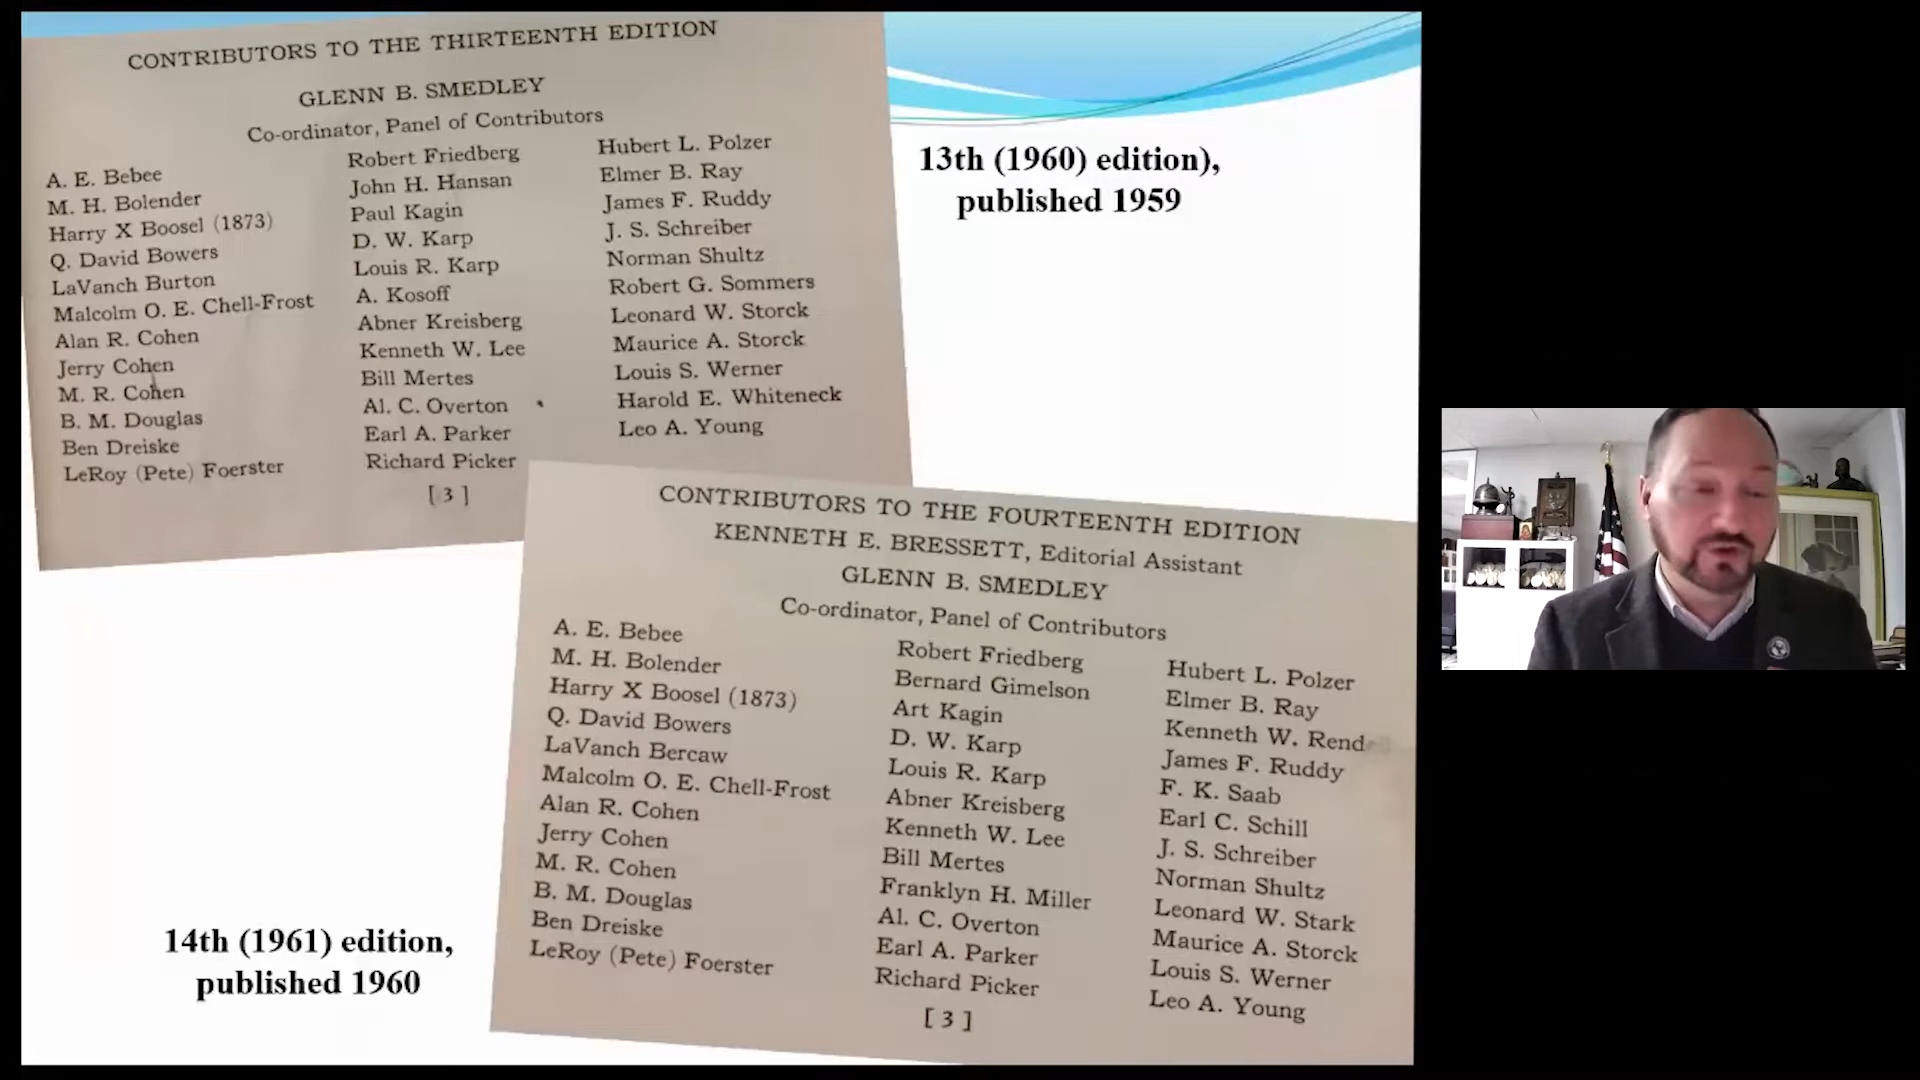 CONTRIBUTORS TO THE THIRTEENTH EDITION
GLENN B. SMEDLEY
Co-ordinator, Panel of Contributors
A. E. Bebee
M. H. Bolender
Harry X Boosel (1873)
Q. David Bowers
LaVanch Burton
Malcolm O. E. Chell-Frost
Alan R. Cohen
Jerry Cohen
M. R. Cohen
B. M. Douglas
Ben Dreiske
LeRoy (Pete) Foerster
Robert Friedberg
John H. Hansan
Paul Kagin
D. W. Karp
Louis R. Karp
A. Kosoff
Abner Kreisberg
Kenneth W. Lee
Bill Mertes
Al. C. Overton
Earl A. Parker
Richard Picker
Hubert L. Polzer
Elmer B. Ray
James F. Ruddy
J. S. Schreiber
Norman Shultz
Robert G. Sommers
Leonard W. Storck
Maurice A. Storck
Louis S. Werner
Harold E. Whiteneck
Leo A. Young
[ 3 ]
13th (1960) edition),
published 1959
CONTRIBUTORS TO THE FOURTEENTH EDITION
KENNETH E. BRESSETT, Editorial Assistant
GLENN B. SMEDLEY
Co-ordinator, Panel of Contributors
A. E. Bebee
M. H. Bolender
Harry X Boosel (1873)
Q. David Bowers
LaVanch Bercaw
Malcolm O. E. Chell-Frost
Alan R. Cohen
Jerry Cohen
M. R. Cohen
B. M. Douglas
Ben Dreiske
LeRoy (Pete) Foerster
Robert Friedberg
Bernard Gimelson
Art Kagin
D. W. Karp
Louis R. Karp
Abner Kreisberg
Kenneth W. Lee
Bill Mertes
Franklyn H. Miller
Al. C. Overton
Earl A. Parker
Richard Picker
Hubert L. Polzer
Elmer B. Ray
Kenneth W. Rendell
James F. Ruddy
F. K. Saab
Earl C. Schill
J. S. Schreiber
Norman Shultz
Leonard W. Stark
Maurice A. Storck
Louis S. Werner
Leo A. Young
[ 3 ]
14th (1961) edition,
published 1960